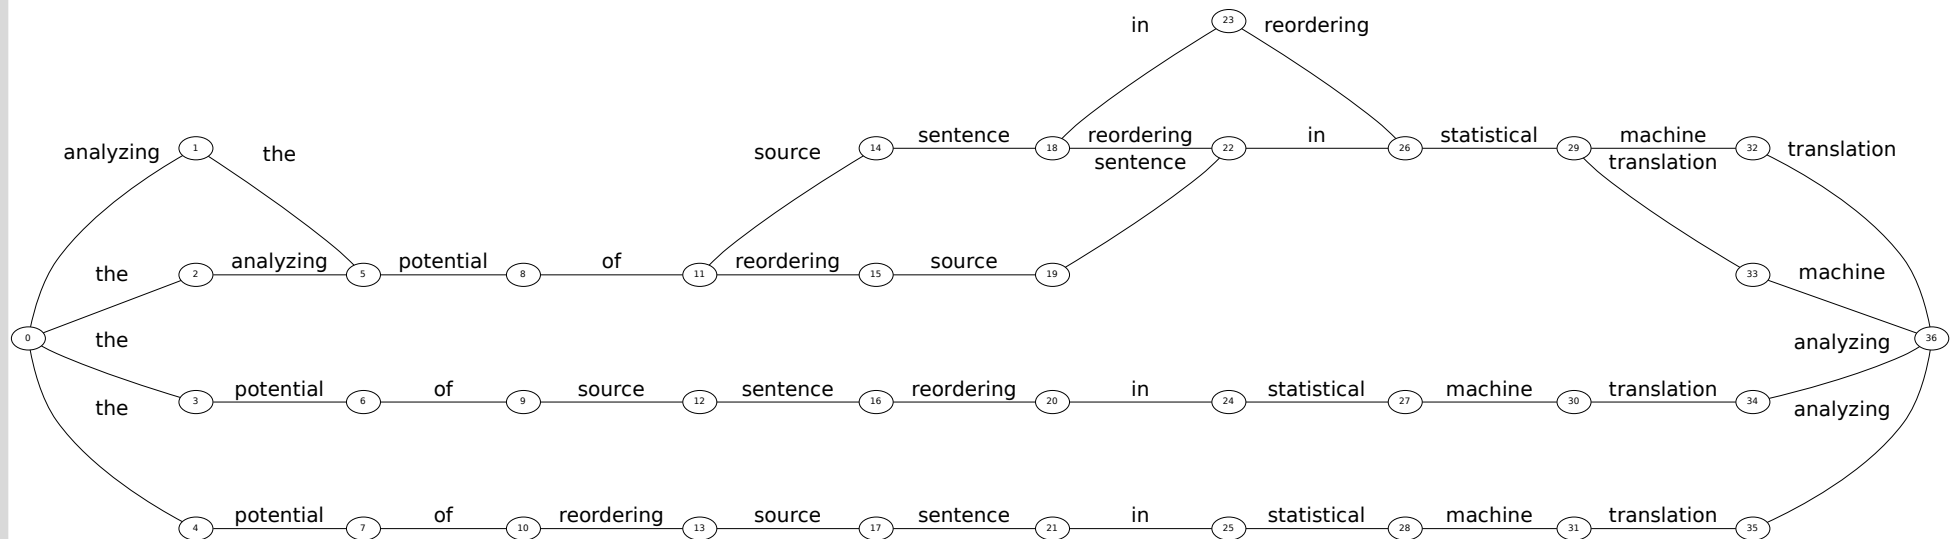 23
in reordering
analyzing 1 the source 14 sentence 18 reordering 22 in 26 statistical 29 machine 32 translation
sentence translation
the 2 analyzing 5 potential 8 of 11 reordering 15 source 19 33 machine
0 36
the analyzing
3 potential 6 of 9 source 12 sentence 16 reordering 20 in 24 statistical 27 machine 30 translation 34
the analyzing
4 potential 7 of 10 reordering 13 source 17 sentence 21 in 25 statistical 28 machine 31 translation 35